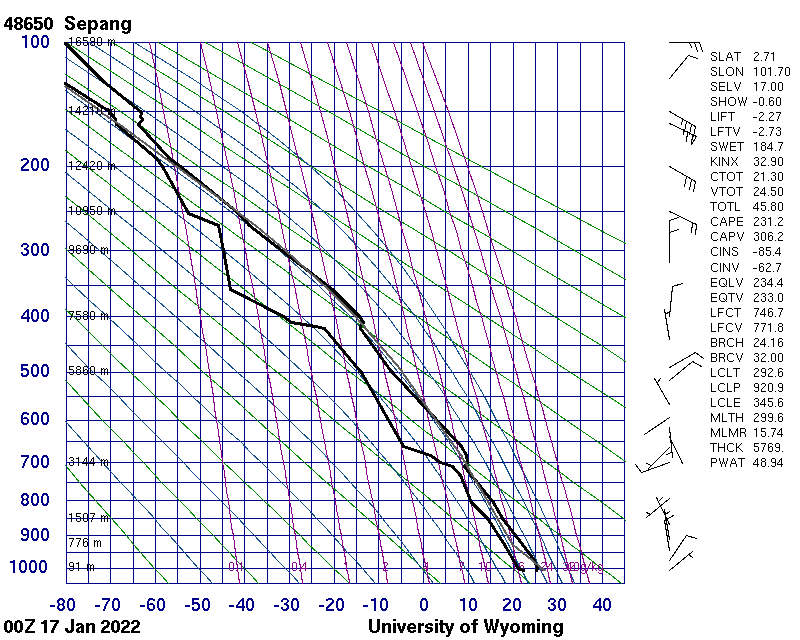 48650 Sepang
100 16590 m
14210 m
200 12420 m
10950 m
300 9690 m
400 7580 m
500 5860 m
600
700 3144 m
800
1507 m
900
776 m
1000 91 m
-80 -70 -60 -50 -40 -30 -20 -10 0 10 20 30 40
00Z 17 Jan 2022 University of Wyoming
SLAT 2.71
SLON 101.70
SELV 17.00
SHOW -0.60
LIFT -2.27
LFTV -2.73
SWET 184.7
KINX 32.90
CTOT 21.30
VTOT 24.50
TOTL 45.80
CAPE 231.2
CAPV 306.2
CINS -85.4
CINV -62.7
EQLV 234.4
EQTV 233.0
LFCT 746.7
LFCV 771.8
BRCH 24.16
BRCV 32.00
LCLT 292.6
LCLP 920.9
LCLE 345.6
MLTH 299.6
MLMR 15.74
THCK 5769.
PWAT 48.94